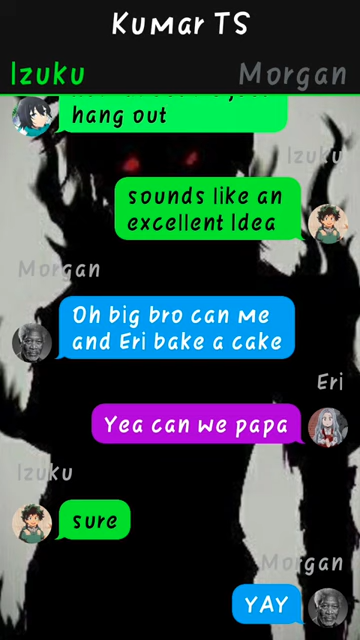 Kumar TS
Izuku
Morgan
hang out
Izuku
sounds like an
excellent Idea
Morgan
Oh big bro can Me
and Eri bake a cake
Eri
Yea can we papa
Izuku
sure
Morgan
YAY